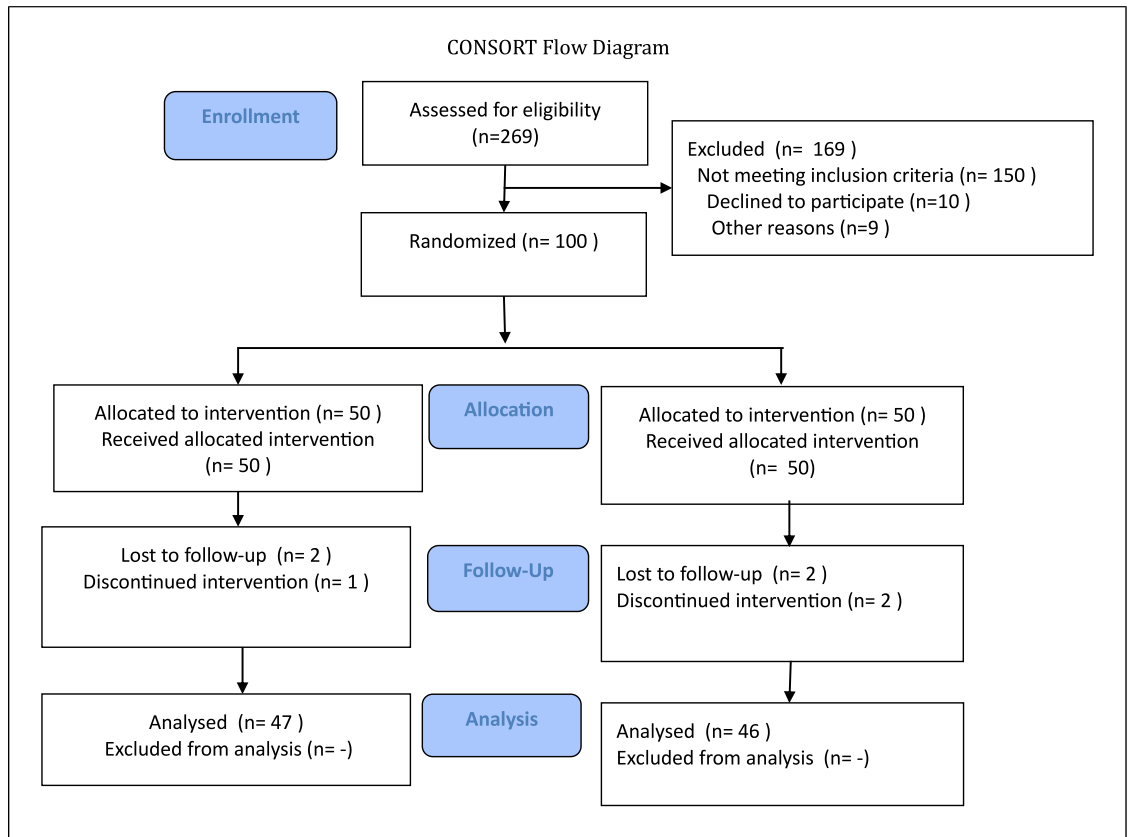 CONSORT Flow Diagram
Enrollment
Assessed for eligibility
(n=269)
Excluded (n= 169 )
Not meeting inclusion criteria (n= 150 )
Declined to participate (n=10 )
Other reasons (n=9 )
Randomized (n= 100 )
Allocated to intervention (n= 50 )
Received allocated intervention
(n= 50 )
Allocation
Allocated to intervention (n= 50 )
Received allocated intervention
(n= 50)
Lost to follow-up (n= 2 )
Discontinued intervention (n= 1 )
Follow-Up
Lost to follow-up (n= 2 )
Discontinued intervention (n= 2 )
Analysed (n= 47 )
Excluded from analysis (n= -)
Analysis
Analysed (n= 46 )
Excluded from analysis (n= -)